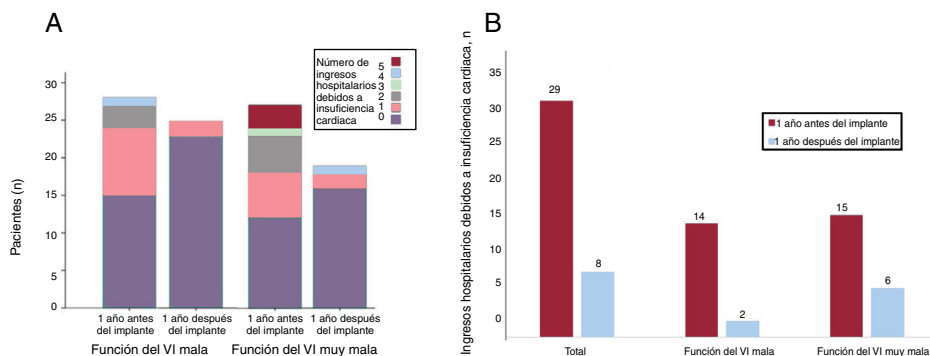 A
Número de
ingresos
hospitalarios
debidos a
insuficiencia
cardiaca
5
4
3
2
1
0
Pacientes (n)
30
25
20
15
10
5
0
1 año antes
del implante
1 año después
del implante
1 año antes
del implante
1 año después
del implante
Función del VI mala
Función del VI muy mala
B
Ingresos hospitalarios debidos a insuficiencia cardiaca, n
35
30
25
20
15
10
5
0
1 año antes del implante
1 año después del implante
29
8
14
2
15
6
Total
Función del VI mala
Función del VI muy mala